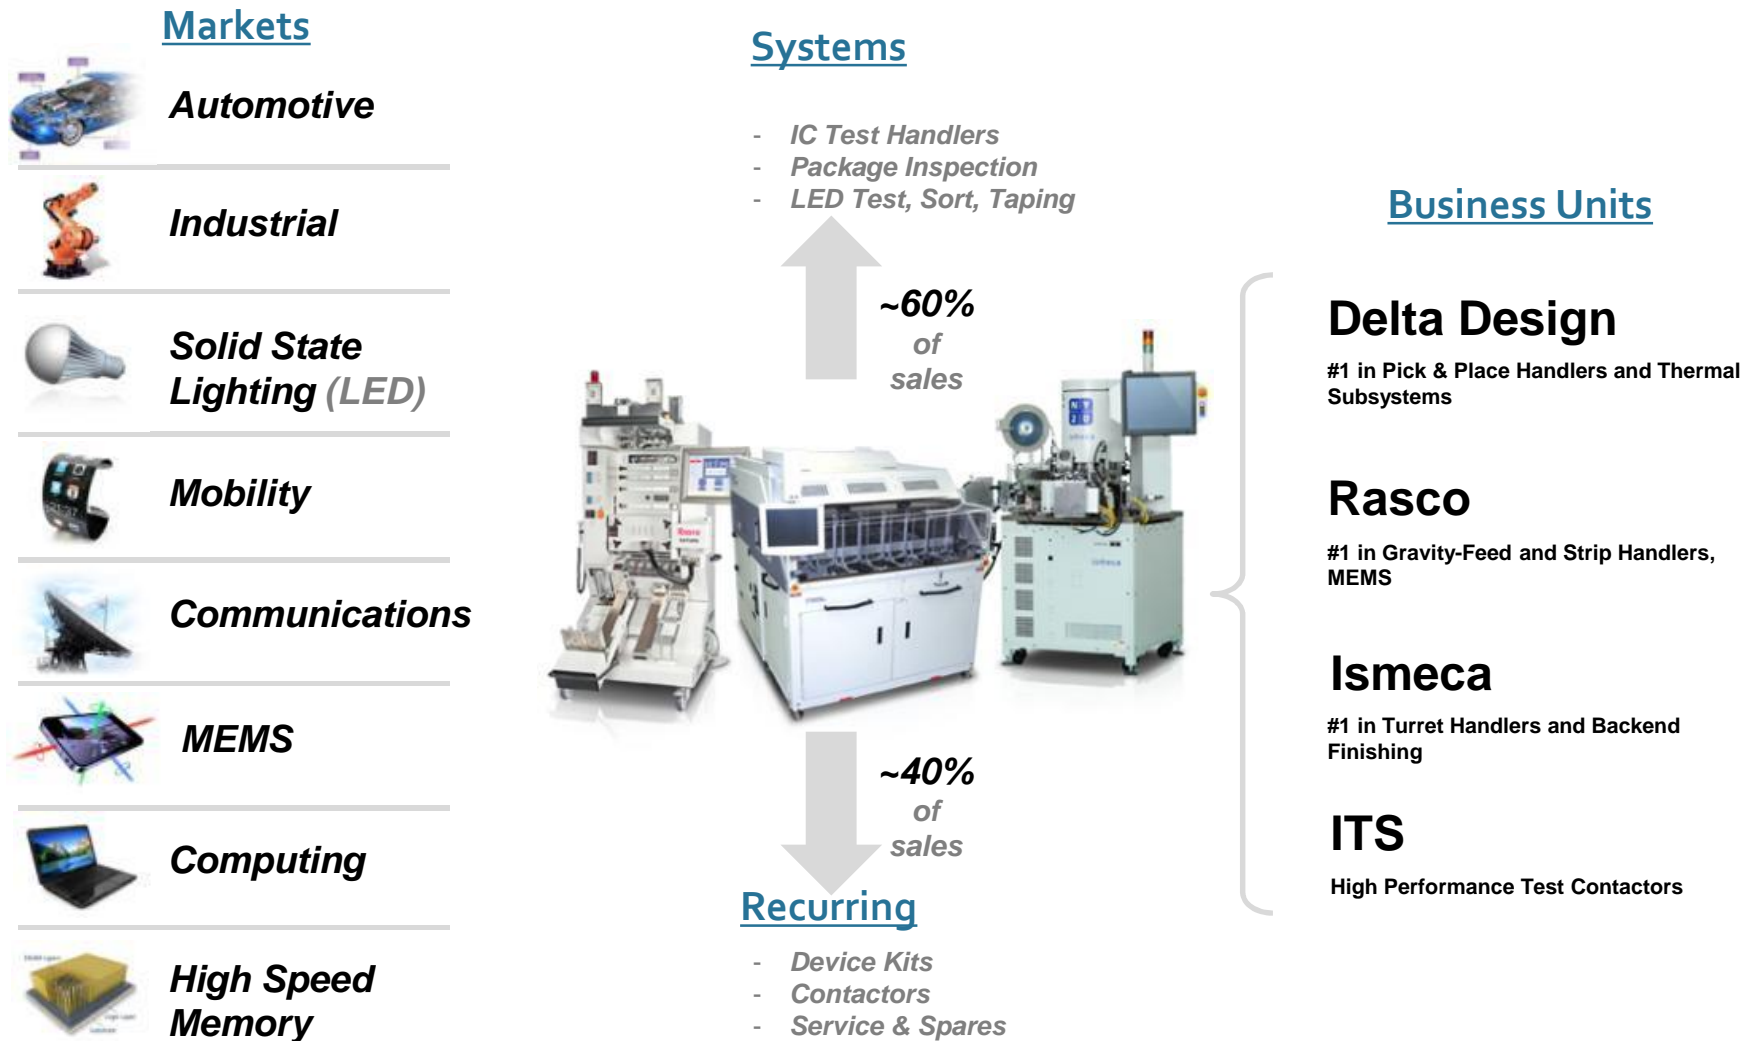 Markets
Automotive
Industrial
Solid State
Lighting (LED)
Mobility
Communications
MEMS
Computing
High Speed
Memory
Systems
- IC Test Handlers
- Package Inspection
- LED Test, Sort, Taping
~60%
of
sales
~40%
of
sales
Recurring
- Device Kits
- Contactors
- Service & Spares
Business Units
Delta Design
#1 in Pick & Place Handlers and Thermal
Subsystems
Rasco
#1 in Gravity-Feed and Strip Handlers,
MEMS
Ismeca
#1 in Turret Handlers and Backend
Finishing
ITS
High Performance Test Contactors